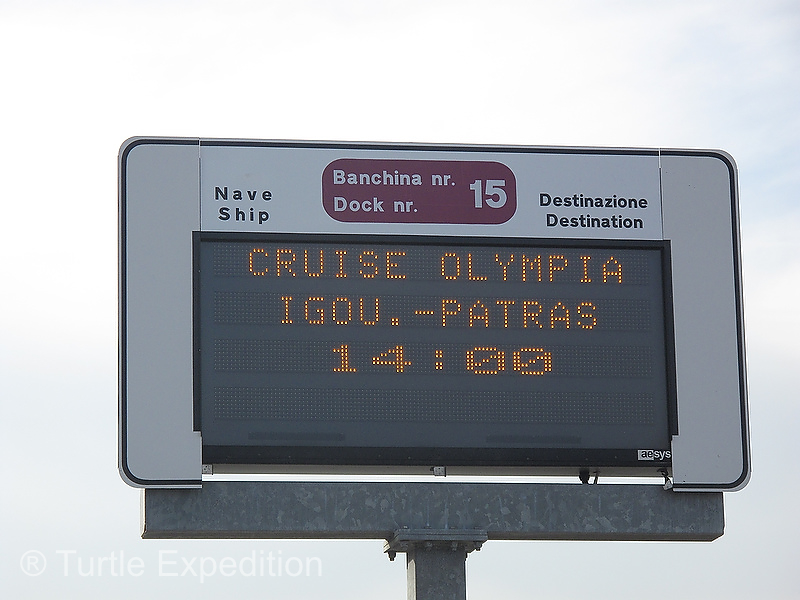 Nave
Ship
Banchina nr. 15
Dock nr.
Destinazione
Destination
CRUISE OLYMPIA
IGOU.-PATRAS
14:00
aesys
® Turtle Expedition